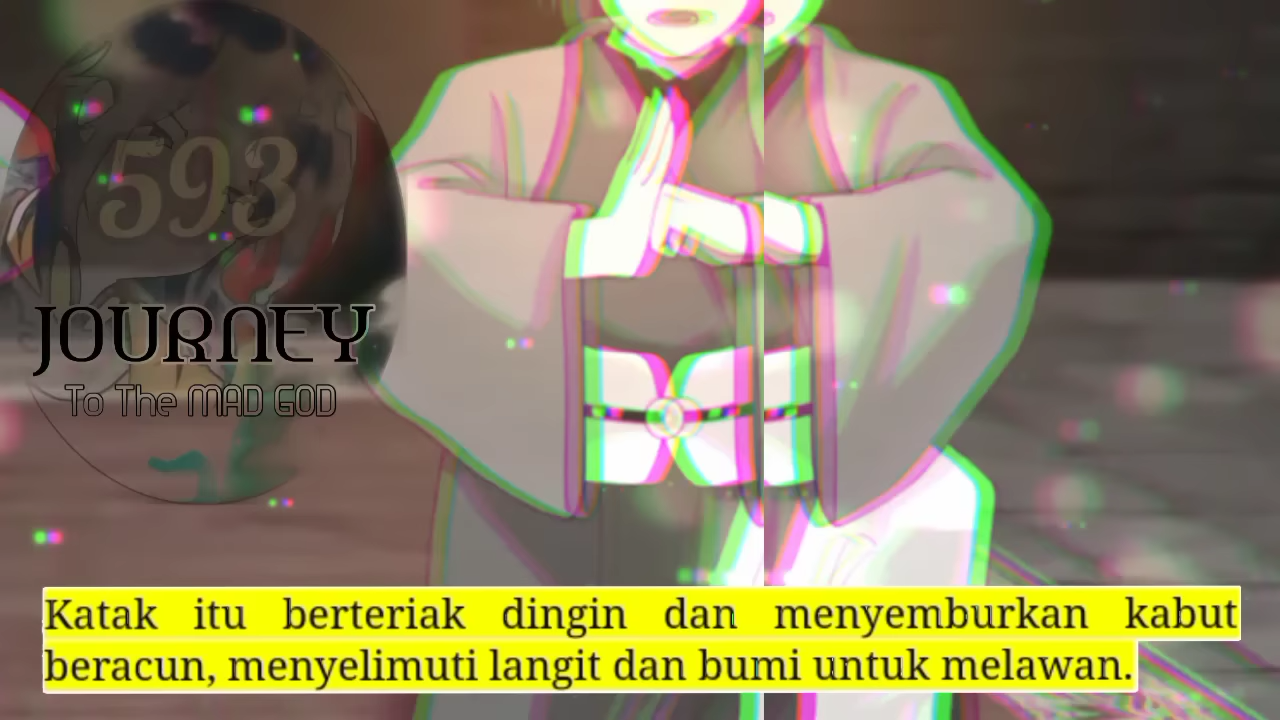 593
JOURNEY
To The MAD GOD
Katak itu berteriak dingin dan menyemburkan kabut
beracun, menyelimuti langit dan bumi untuk melawan.